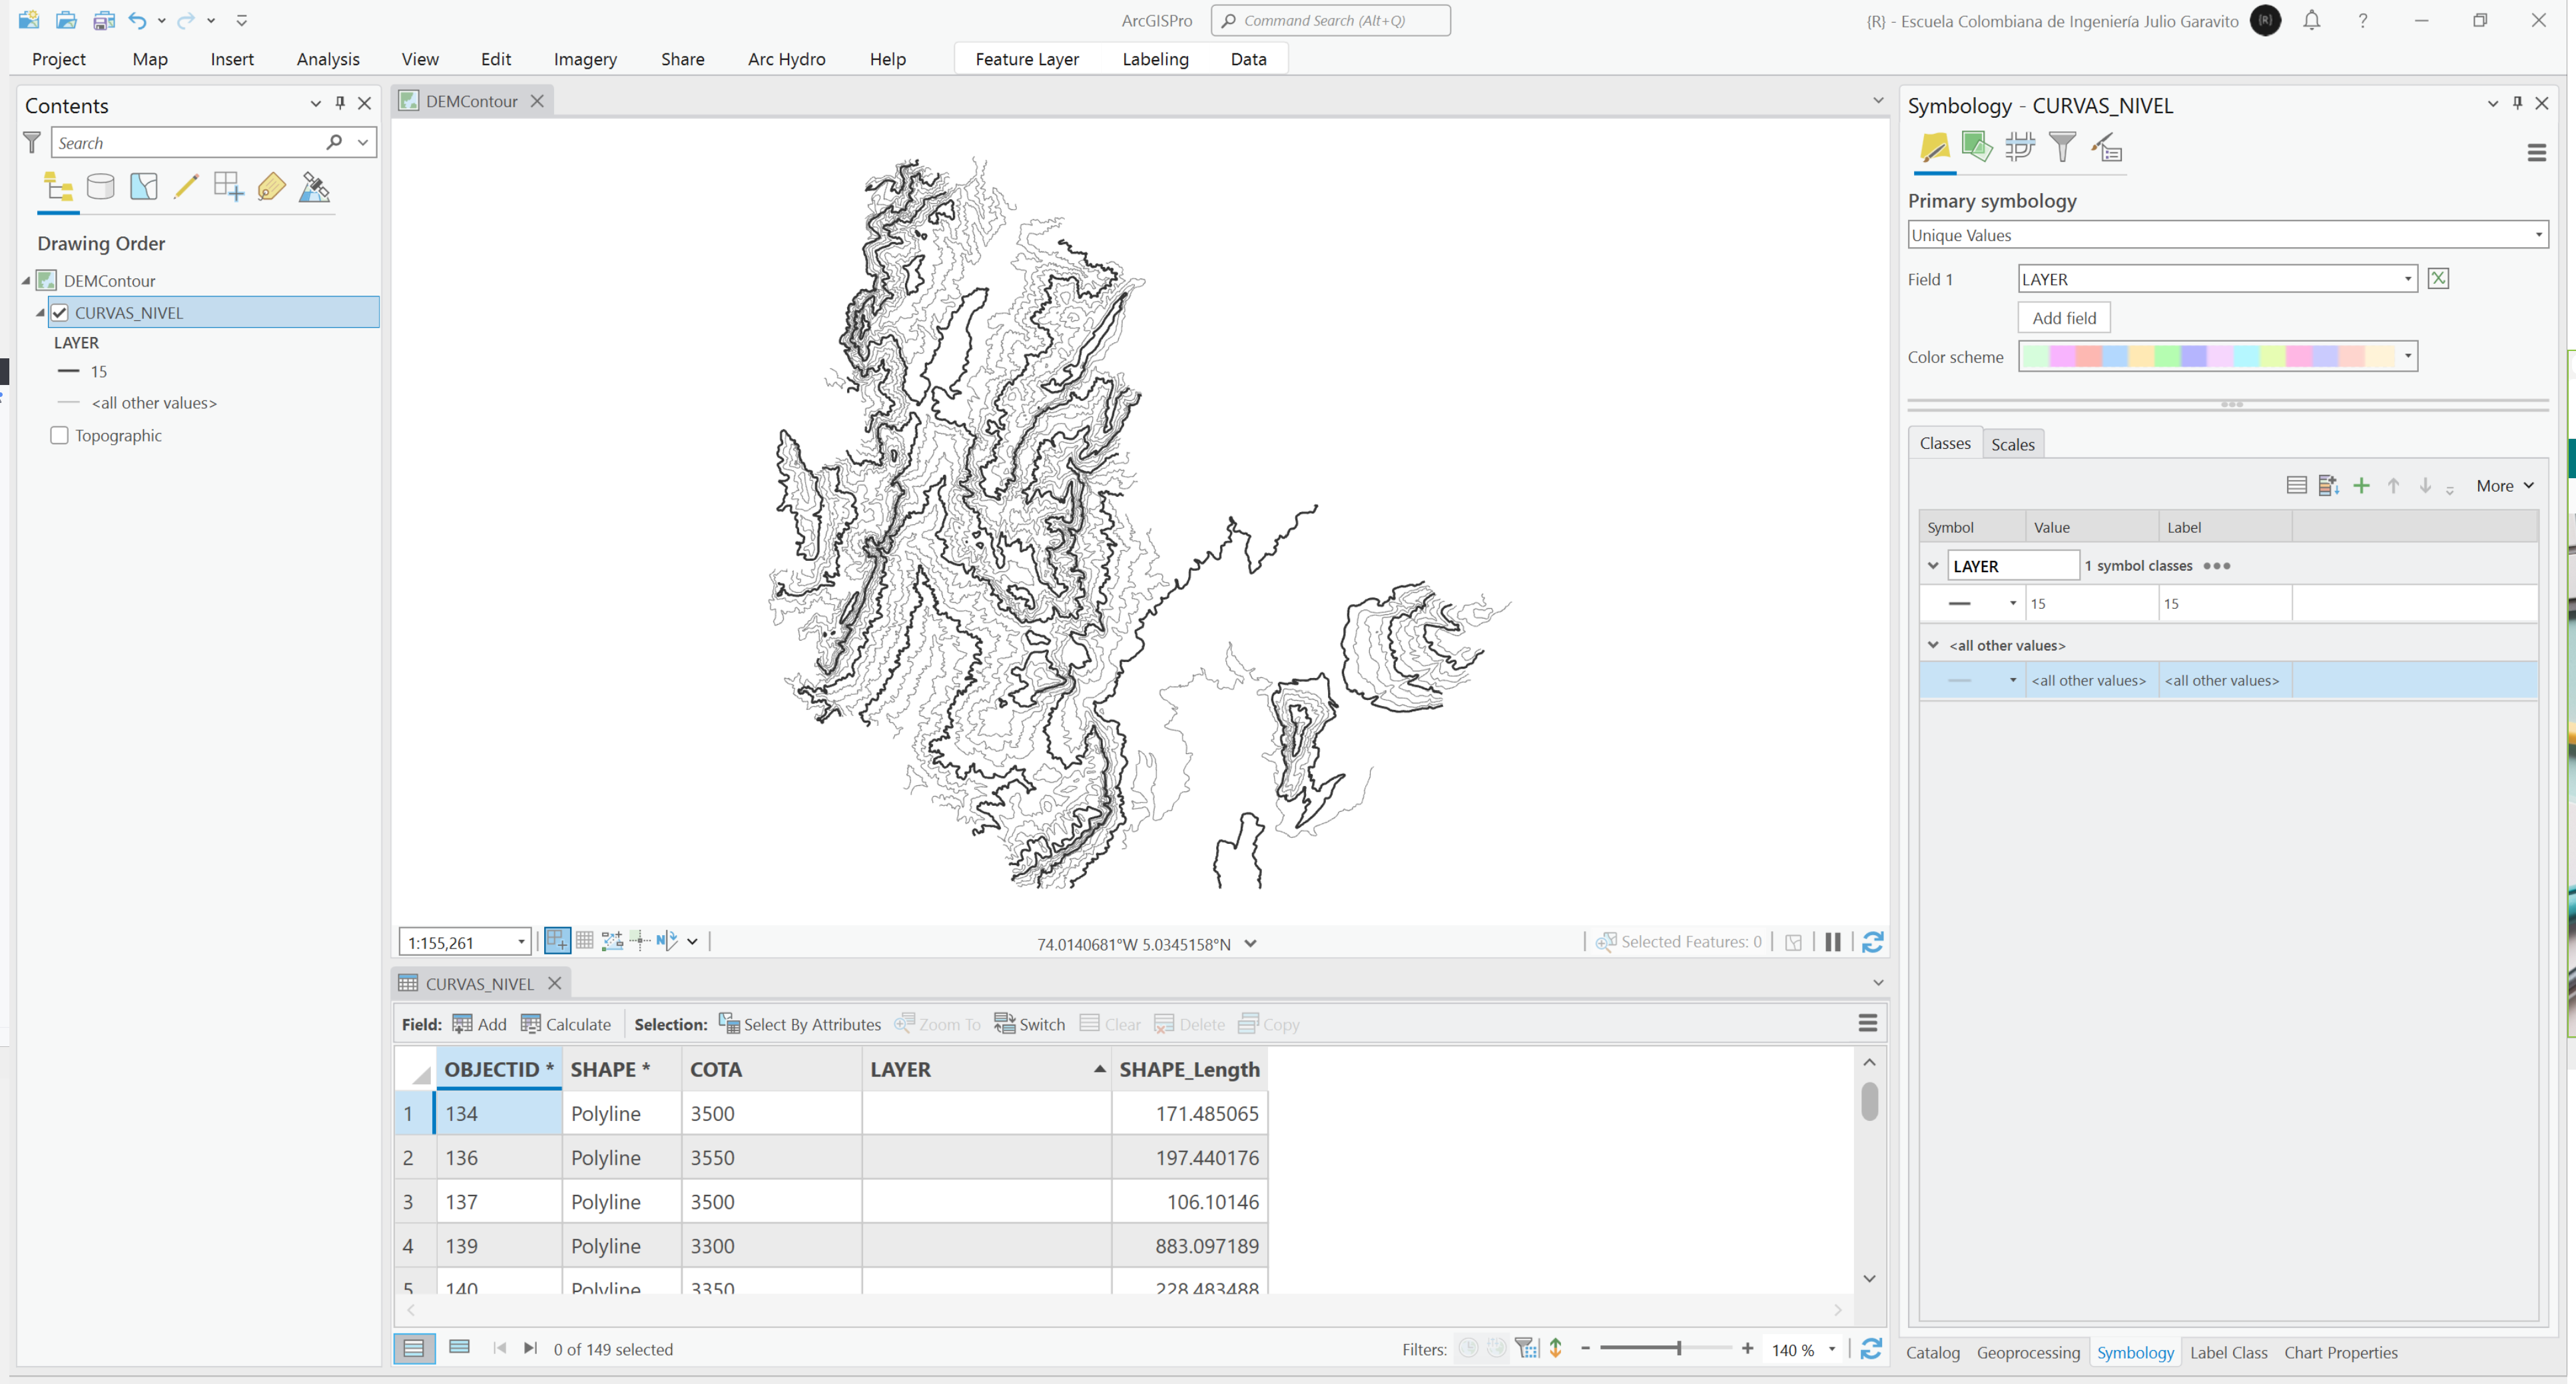 ArcGISPro
Command Search (Alt+Q)
{R} - Escuela Colombiana de Ingeniería Julio Garavito
{R}
Project Map Insert Analysis View Edit Imagery Share Arc Hydro Help Feature Layer Labeling Data
Contents
Search
Drawing Order
DEMContour
CURVAS_NIVEL
LAYER
15
<all other values>
Topographic
DEMContour
1:155,261
N
74.0140681°W 5.0345158°N
Selected Features: 0
CURVAS_NIVEL
Field: Add Calculate Selection: Select By Attributes Zoom To Switch Clear Delete Copy
OBJECTID * SHAPE * COTA LAYER SHAPE_Length
1 134 Polyline 3500 171.485065
2 136 Polyline 3550 197.440176
3 137 Polyline 3500 106.10146
4 139 Polyline 3300 883.097189
5 140 Polyline 3350 228.483488
0 of 149 selected
Filters:
- + 140 %
Symbology - CURVAS_NIVEL
Primary symbology
Unique Values
Field 1 LAYER
Add field
Color scheme
Classes Scales
More
Symbol Value Label
LAYER 1 symbol classes
15 15
<all other values>
<all other values> <all other values>
Catalog Geoprocessing Symbology Label Class Chart Properties